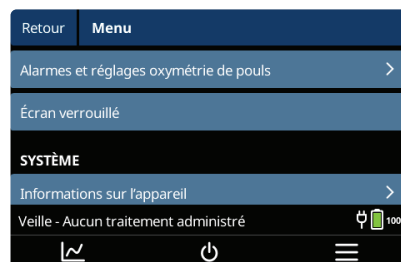 Retour Menu
Alarmes et réglages oxymétrie de pouls
Écran verrouillé
SYSTÈME
Informations sur l'appareil
Veille - Aucun traitement administré 100